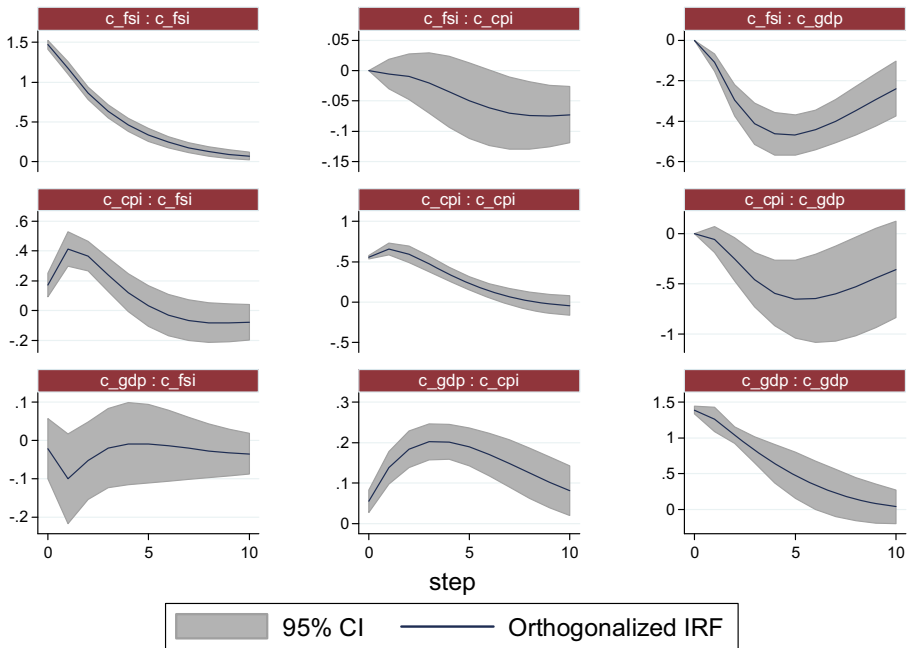 c_fsi : c_fsi
c_fsi : c_cpi
c_fsi : c_gdp
1.5
1
.5
0
.05
0
-.05
-.1
-.15
0
-.2
-.4
-.6
c_cpi : c_fsi
c_cpi : c_cpi
c_cpi : c_gdp
.6
.4
.2
0
-.2
1
.5
0
-.5
0
-.5
-1
c_gdp : c_fsi
c_gdp : c_cpi
c_gdp : c_gdp
.1
0
-.1
-.2
.3
.2
.1
0
1.5
1
.5
0
0 5 10
0 5 10
0 5 10
step
95% CI Orthogonalized IRF